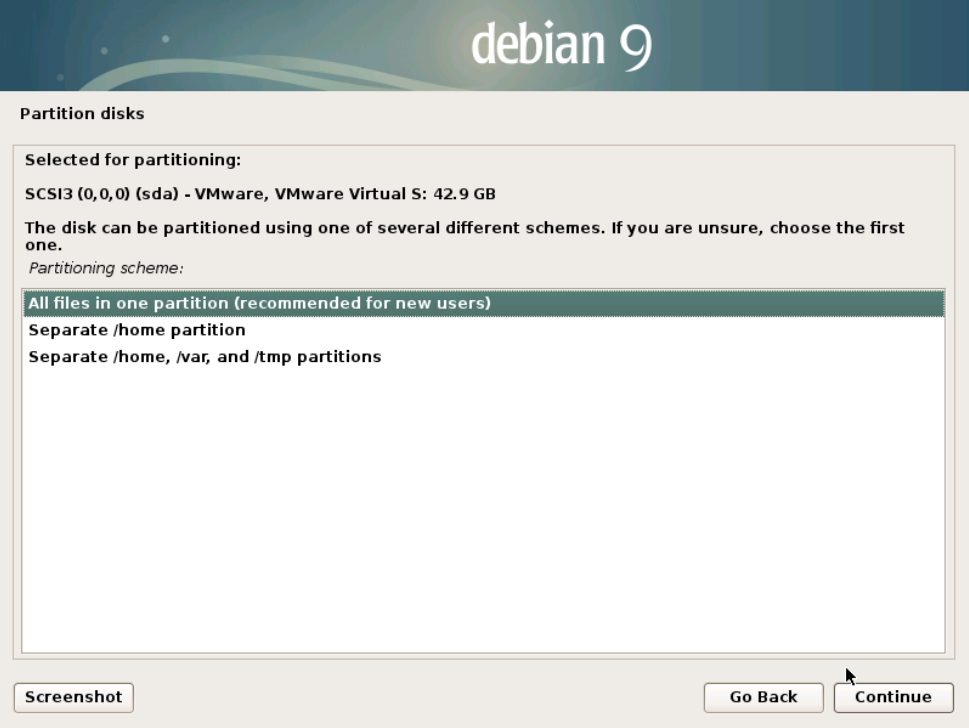 debian 9
Partition disks
Selected for partitioning:
SCSI3 (0,0,0) (sda) - VMware, VMware Virtual S: 42.9 GB
The disk can be partitioned using one of several different schemes. If you are unsure, choose the first
one.
Partitioning scheme:
All files in one partition (recommended for new users)
Separate /home partition
Separate /home, /var, and /tmp partitions
Screenshot
Go Back
Continue